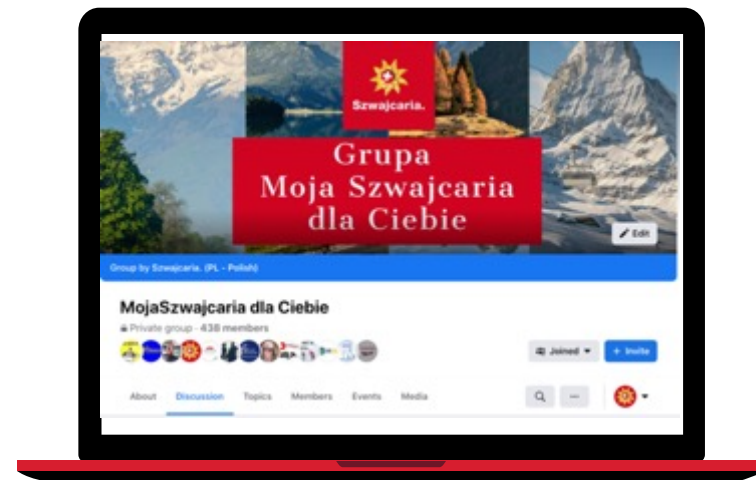 Szwajcaria.
Grupa
Moja Szwajcaria
dla Ciebie
Edit
Group by Szwajcaria. (PL - Polish)
MojaSzwajcaria dla Ciebie
Private group · 438 members
Joined
+ Invite
About Discussion Topics Members Events Media